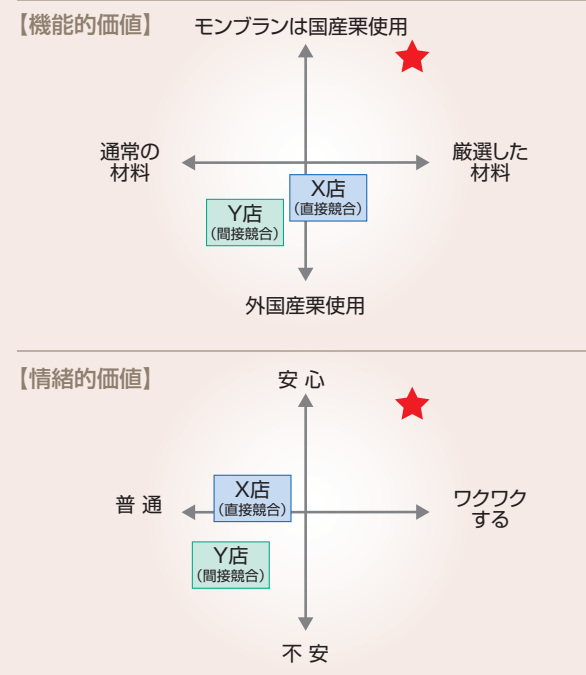 【機能的価値】
モンブランは国産栗使用
通常の
材料
厳選した
材料
X店
(直接競合)
Y店
(間接競合)
外国産栗使用
【情緒的価値】
安心
普通
ワクワク
する
X店
(直接競合)
Y店
(間接競合)
不安